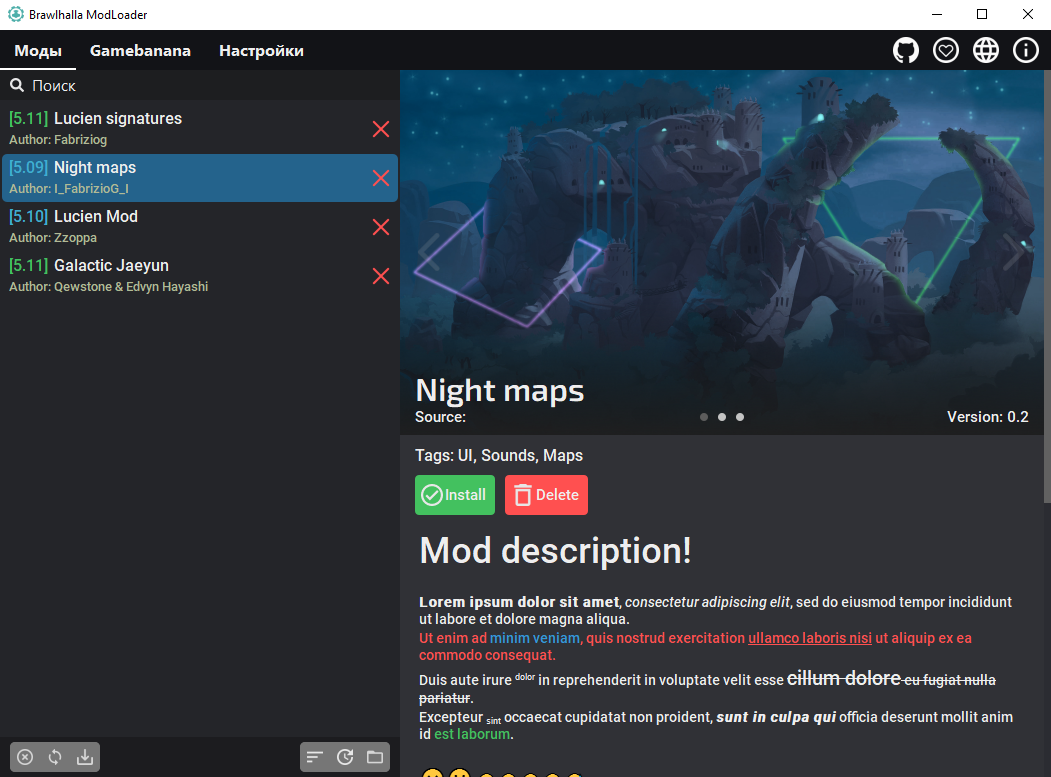 Brawlhalla ModLoader
Моды Gamebanana Настройки
Поиск
[5.11] Lucien signatures
Author: Fabriziog
[5.09] Night maps
Author: I_FabrizioG_I
[5.10] Lucien Mod
Author: Zzoppa
[5.11] Galactic Jaeyun
Author: Qewstone & Edvyn Hayashi
Night maps
Source:
Version: 0.2
Tags: UI, Sounds, Maps
Install
Delete
Mod description!
Lorem ipsum dolor sit amet, consectetur adipiscing elit, sed do eiusmod tempor incididunt
ut labore et dolore magna aliqua.
Ut enim ad minim veniam, quis nostrud exercitation ullamco laboris nisi ut aliquip ex ea
commodo consequat.
Duis aute irure dolor in reprehenderit in voluptate velit esse cillum dolore eu fugiat nulla
pariatur.
Excepteur sint occaecat cupidatat non proident, sunt in culpa qui officia deserunt mollit anim
id est laborum.